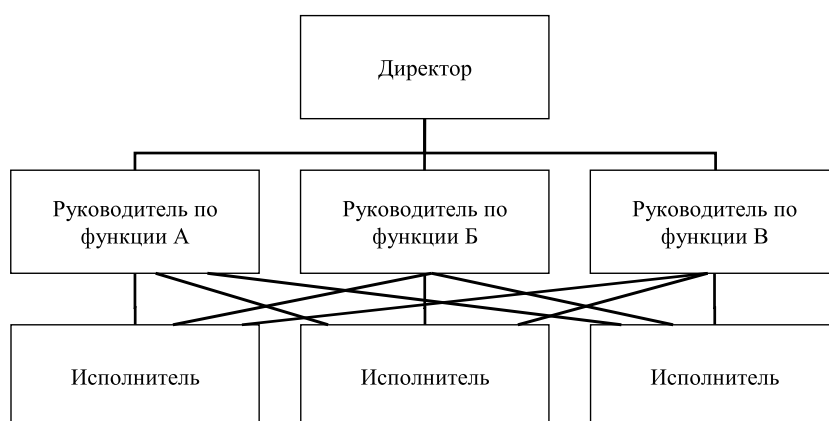 Директор
Руководитель по
функции А
Руководитель по
функции Б
Руководитель по
функции В
Исполнитель
Исполнитель
Исполнитель